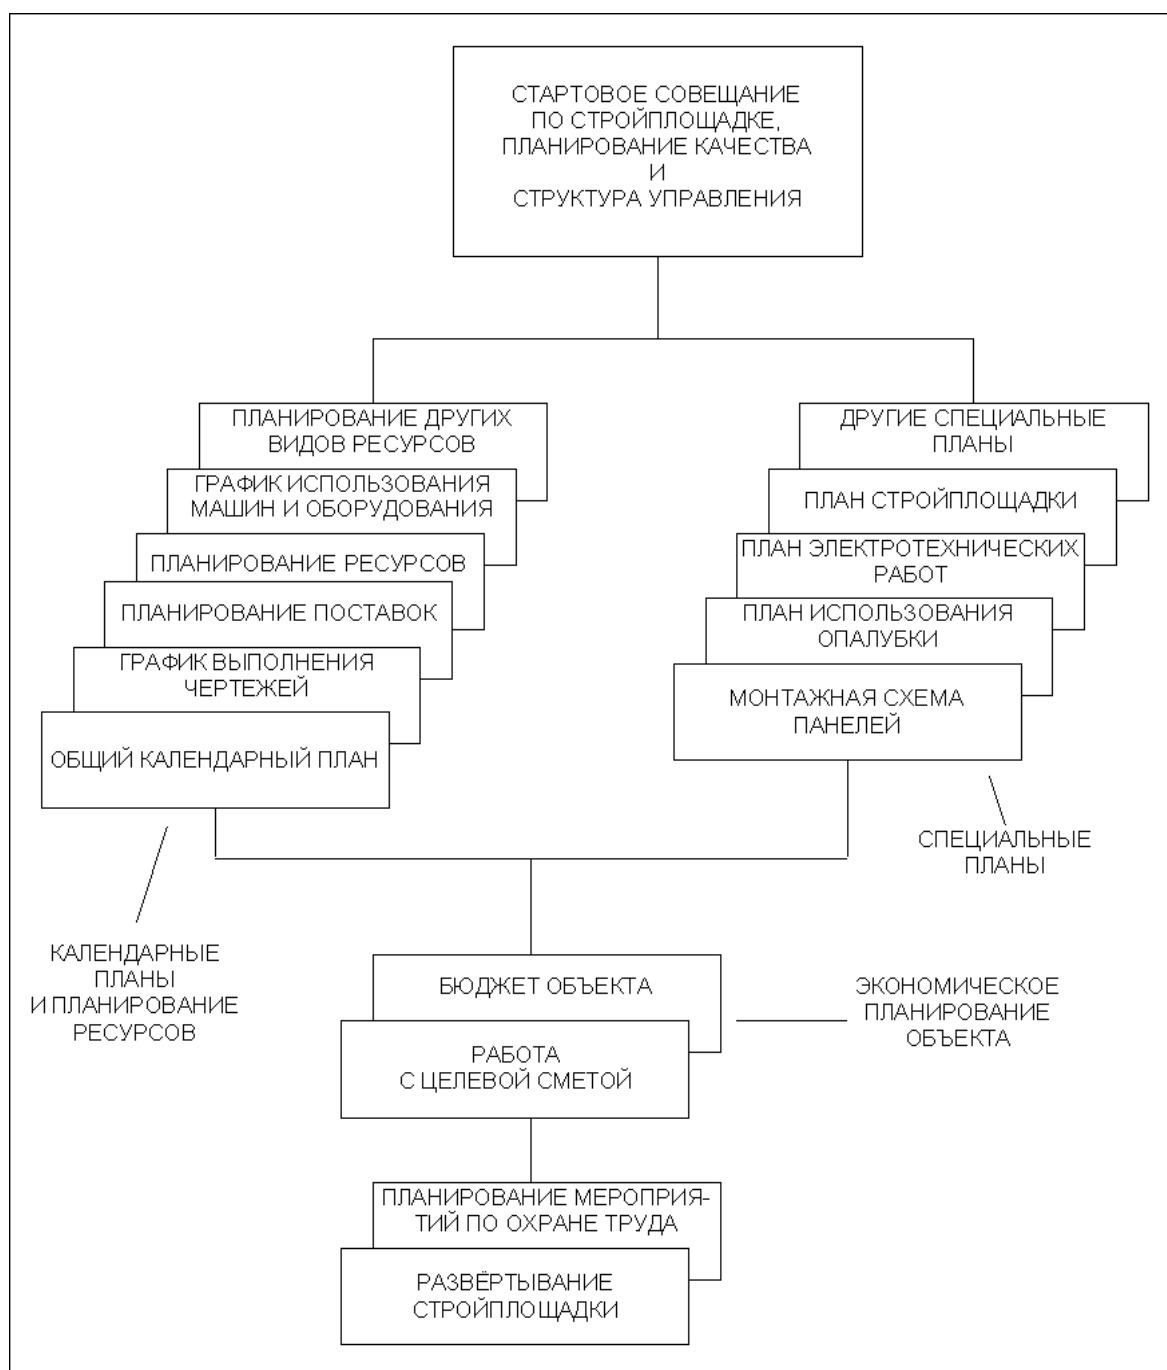 СТАРТОВОЕ СОВЕЩАНИЕ
ПО СТРОЙПЛОЩАДКЕ,
ПЛАНИРОВАНИЕ КАЧЕСТВА
И
СТРУКТУРА УПРАВЛЕНИЯ
ПЛАНИРОВАНИЕ ДРУГИХ
ВИДОВ РЕСУРСОВ
ГРАФИК ИСПОЛЬЗОВАНИЯ
МАШИН И ОБОРУДОВАНИЯ
ПЛАНИРОВАНИЕ РЕСУРСОВ
ПЛАНИРОВАНИЕ ПОСТАВОК
ГРАФИК ВЫПОЛНЕНИЯ
ЧЕРТЕЖЕЙ
ОБЩИЙ КАЛЕНДАРНЫЙ ПЛАН
ДРУГИЕ СПЕЦИАЛЬНЫЕ
ПЛАНЫ
ПЛАН СТРОЙПЛОЩАДКИ
ПЛАН ЭЛЕКТРОТЕХНИЧЕСКИХ
РАБОТ
ПЛАН ИСПОЛЬЗОВАНИЯ
ОПАЛУБКИ
МОНТАЖНАЯ СХЕМА
ПАНЕЛЕЙ
СПЕЦИАЛЬНЫЕ
ПЛАНЫ
КАЛЕНДАРНЫЕ
ПЛАНЫ
И ПЛАНИРОВАНИЕ
РЕСУРСОВ
БЮДЖЕТ ОБЪЕКТА
РАБОТА
С ЦЕЛЕВОЙ СМЕТОЙ
ЭКОНОМИЧЕСКОЕ
ПЛАНИРОВАНИЕ
ОБЪЕКТА
ПЛАНИРОВАНИЕ МЕРОПРИЯ-
ТИЙ ПО ОХРАНЕ ТРУДА
РАЗВЁРТЫВАНИЕ
СТРОЙПЛОЩАДКИ